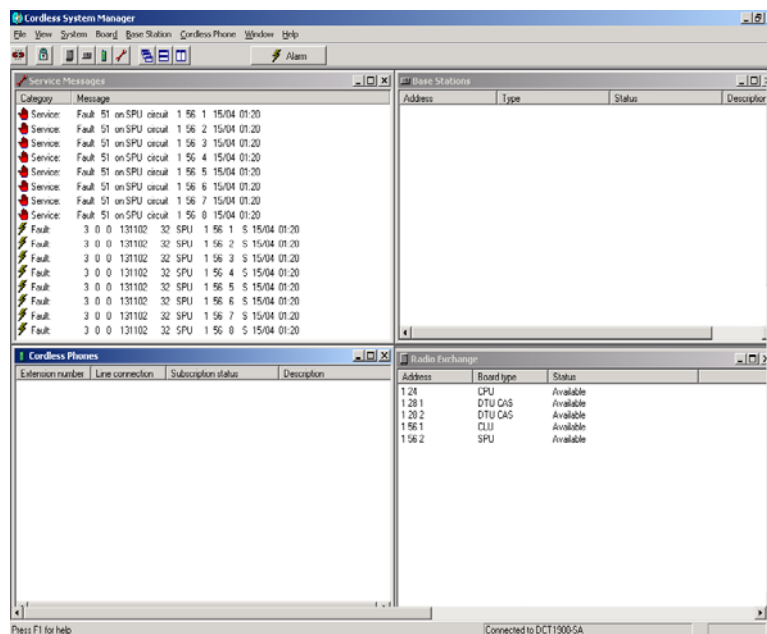 Cordless System Manager
File View System Board Base Station Cordless Phone Window Help
Alarm
Service Messages
Category Message
Service: Fault 51 on SPU circuit 1 56 1 15/04 01:20
Service: Fault 51 on SPU circuit 1 56 2 15/04 01:20
Service: Fault 51 on SPU circuit 1 56 3 15/04 01:20
Service: Fault 51 on SPU circuit 1 56 4 15/04 01:20
Service: Fault 51 on SPU circuit 1 56 5 15/04 01:20
Service: Fault 51 on SPU circuit 1 56 6 15/04 01:20
Service: Fault 51 on SPU circuit 1 56 7 15/04 01:20
Service: Fault 51 on SPU circuit 1 56 8 15/04 01:20
Fault: 3 0 0 131102 32 SPU 1 56 1 S 15/04 01:20
Fault: 3 0 0 131102 32 SPU 1 56 2 S 15/04 01:20
Fault: 3 0 0 131102 32 SPU 1 56 3 S 15/04 01:20
Fault: 3 0 0 131102 32 SPU 1 56 4 S 15/04 01:20
Fault: 3 0 0 131102 32 SPU 1 56 5 S 15/04 01:20
Fault: 3 0 0 131102 32 SPU 1 56 6 S 15/04 01:20
Fault: 3 0 0 131102 32 SPU 1 56 7 S 15/04 01:20
Fault: 3 0 0 131102 32 SPU 1 56 8 S 15/04 01:20
Base Stations
Address Type Status Description
Cordless Phones
Extension number Line connection Subscription status Description
Radio Exchange
Address Board type Status
1 24 CPU Available
1 28 1 DTU CAS Available
1 28 2 DTU CAS Available
1 56 1 CLU Available
1 56 2 SPU Available
Press F1 for help
Connected to DCT1900-SA